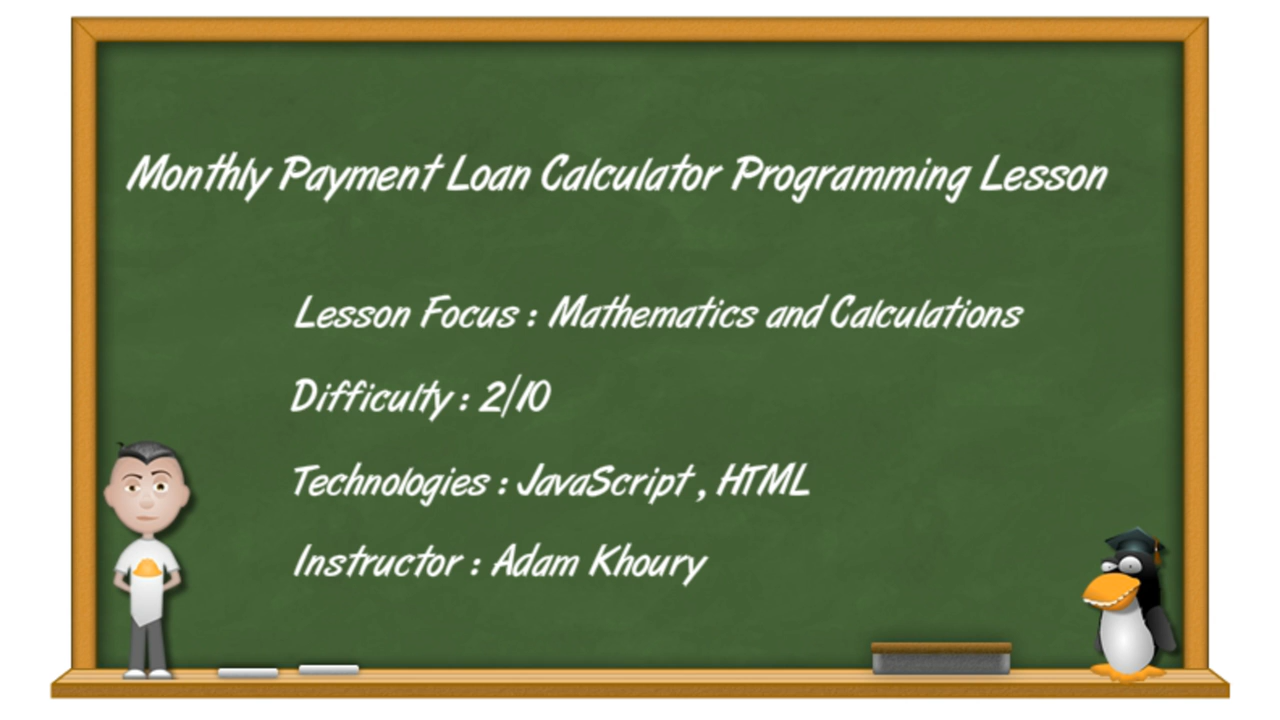 Monthly Payment Loan Calculator Programming Lesson
Lesson Focus : Mathematics and Calculations
Difficulty : 2/10
Technologies : JavaScript , HTML
Instructor : Adam Khoury